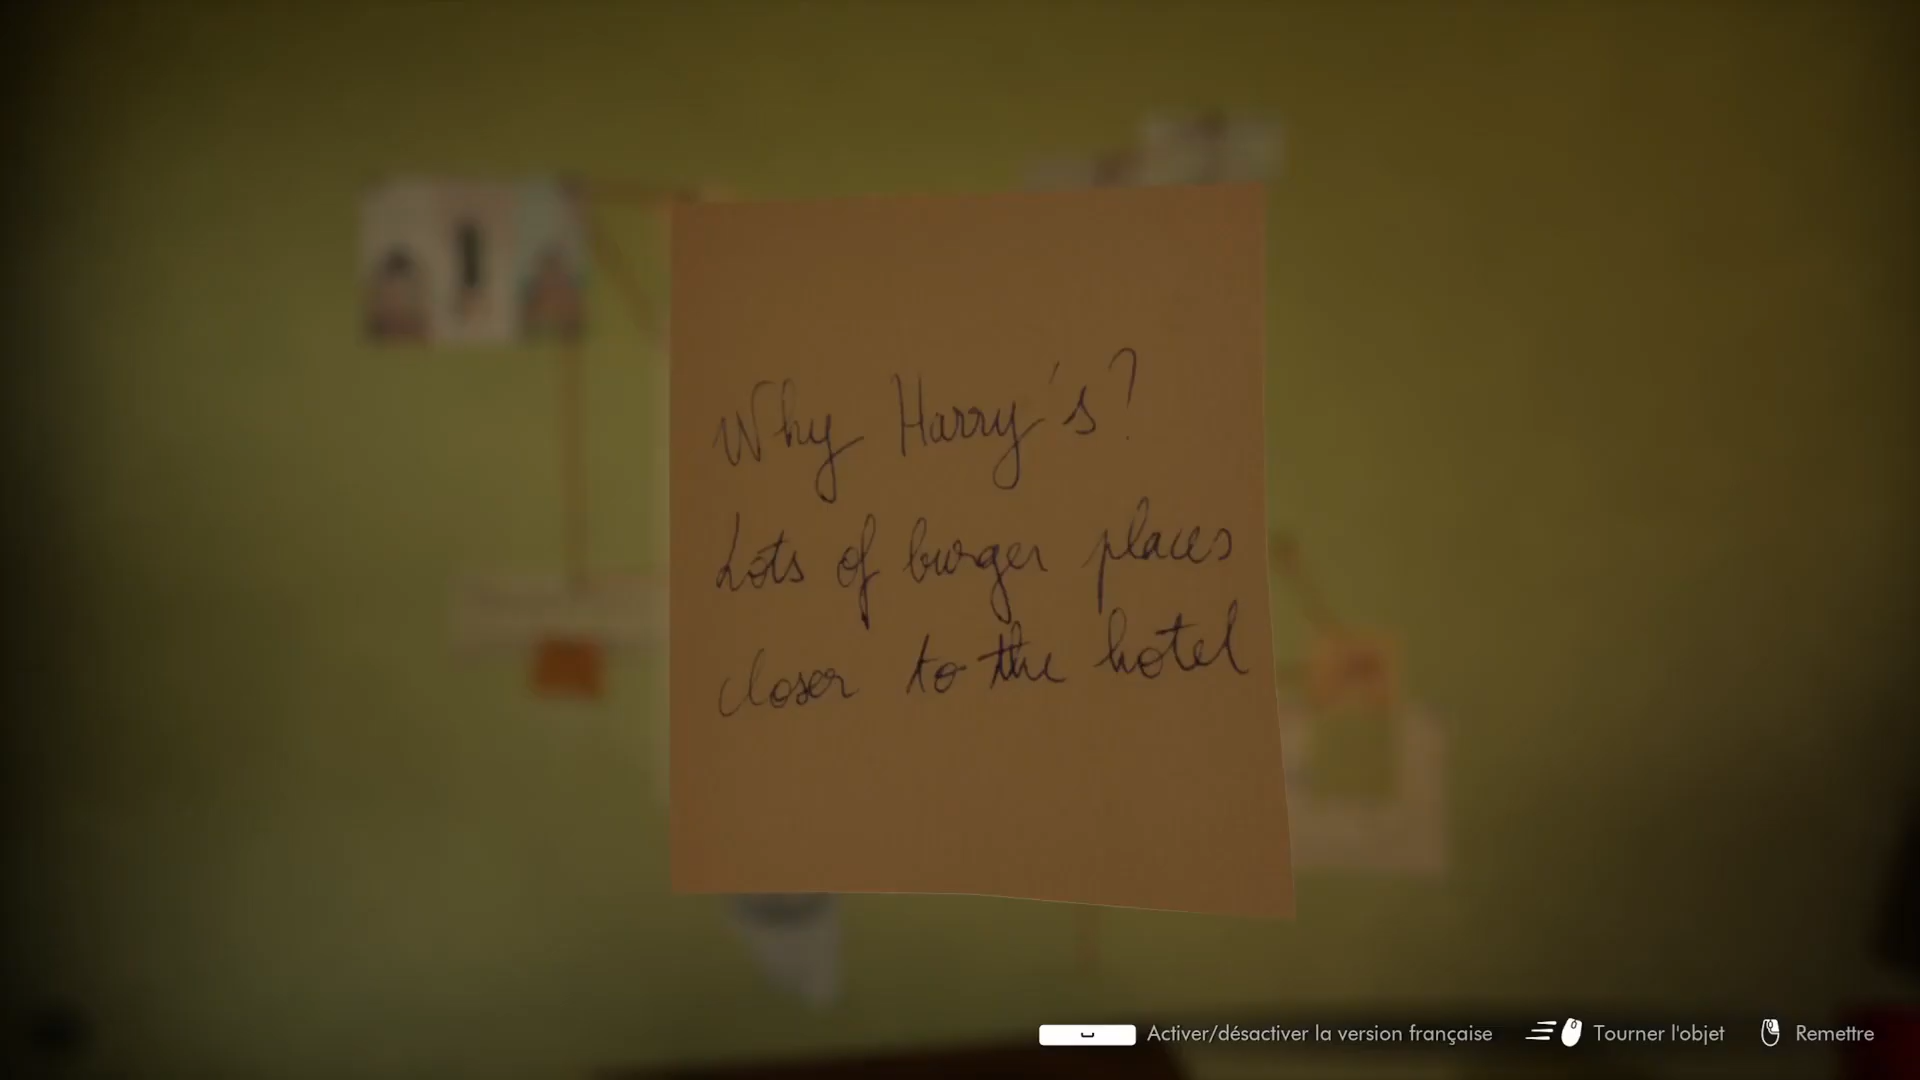 Why Harry's?
Lots of burger places
closer to the hotel
Activer/désactiver la version française
Tourner l'objet
Remettre